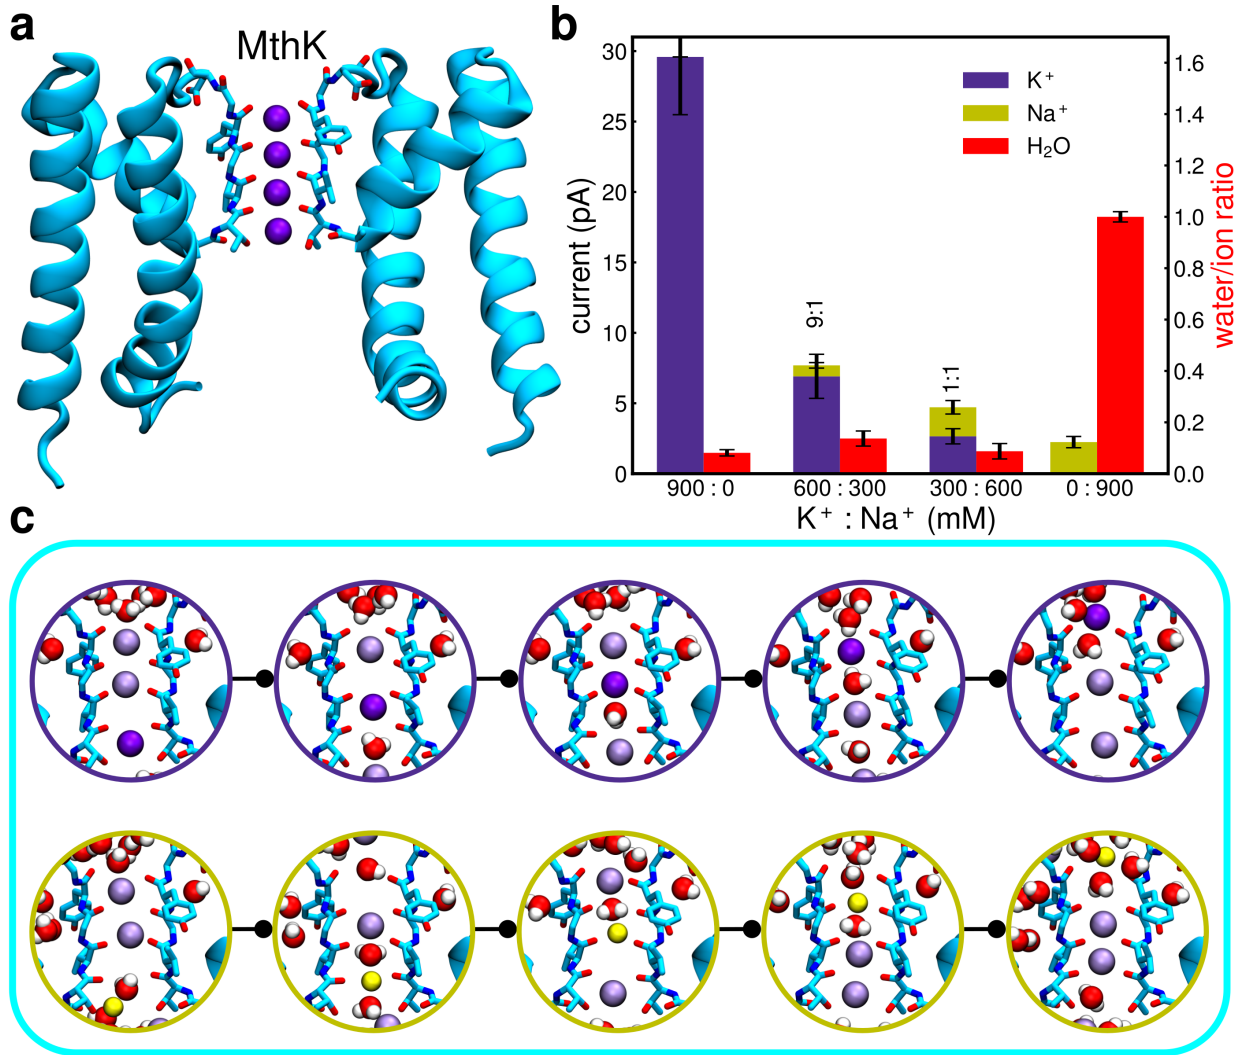 a
MthK
b
30
25
20
15
10
5
0
current (pA)
K⁺
Na⁺
H₂O
9:1
1:1
1.6
1.4
1.2
1.0
0.8
0.6
0.4
0.2
0.0
water/ion ratio
900 : 0
600 : 300
300 : 600
0 : 900
K⁺ : Na⁺ (mM)
c